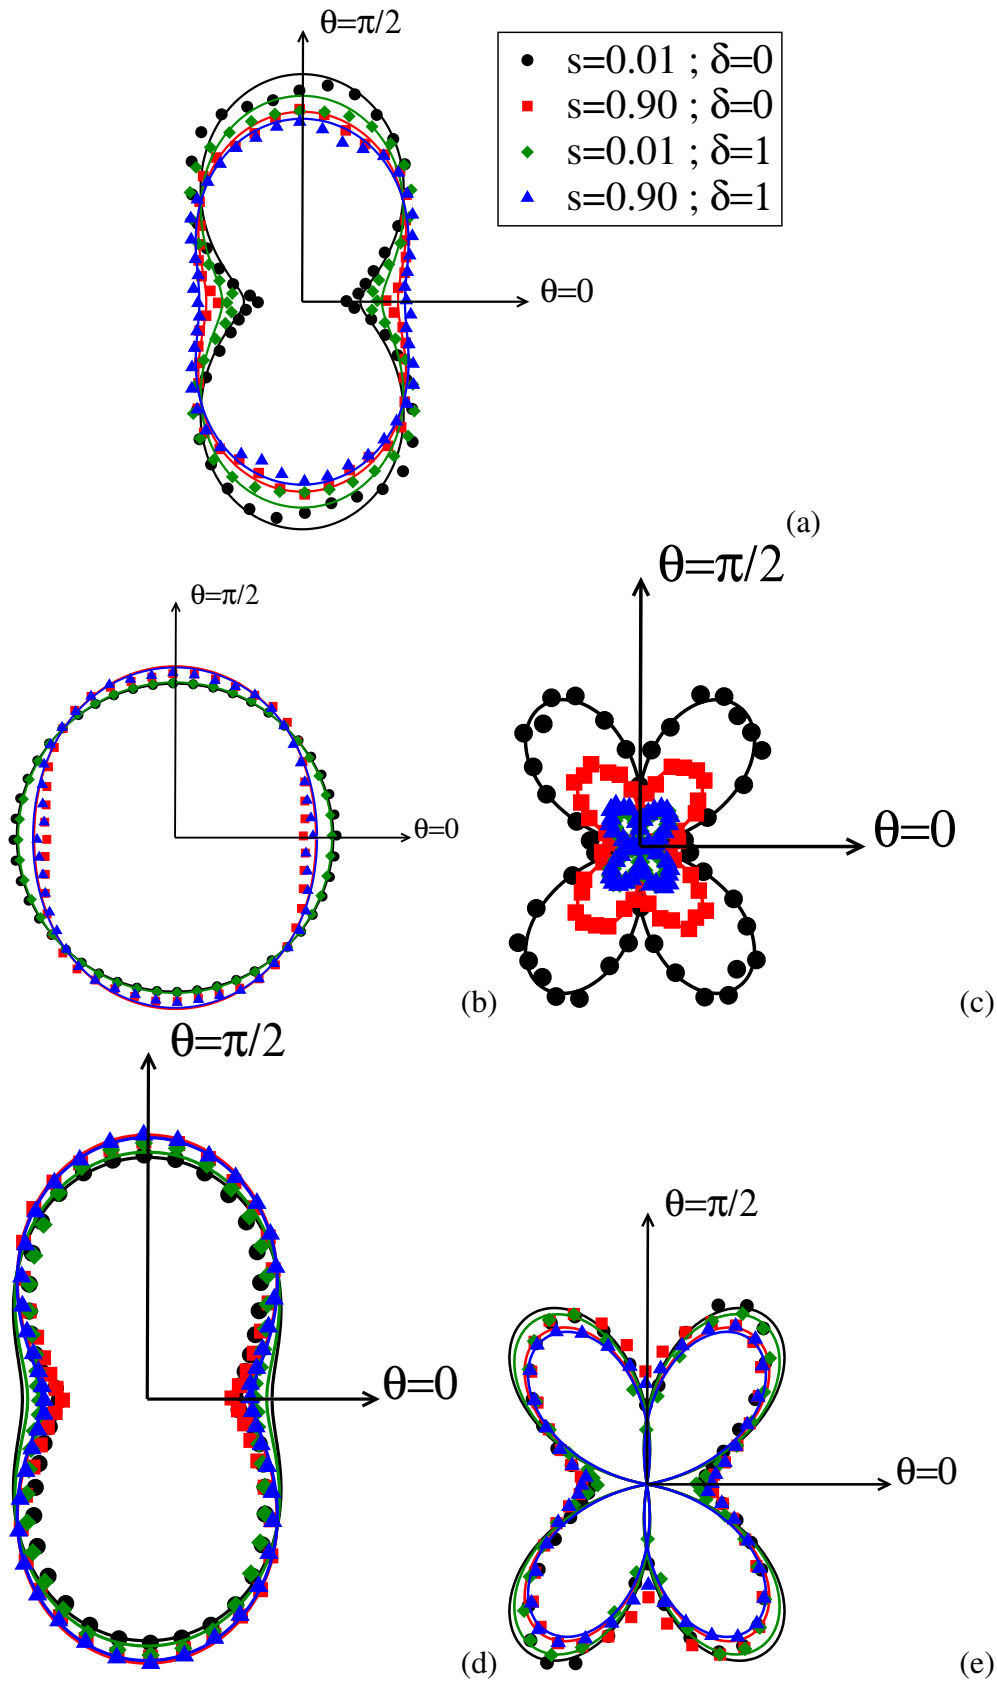 θ=π/2
s=0.01 ; δ=0
s=0.90 ; δ=0
s=0.01 ; δ=1
s=0.90 ; δ=1
θ=0
(a)
θ=π/2
θ=0
(b)
θ=π/2
θ=0
(c)
θ=π/2
θ=0
(d)
θ=π/2
θ=0
(e)